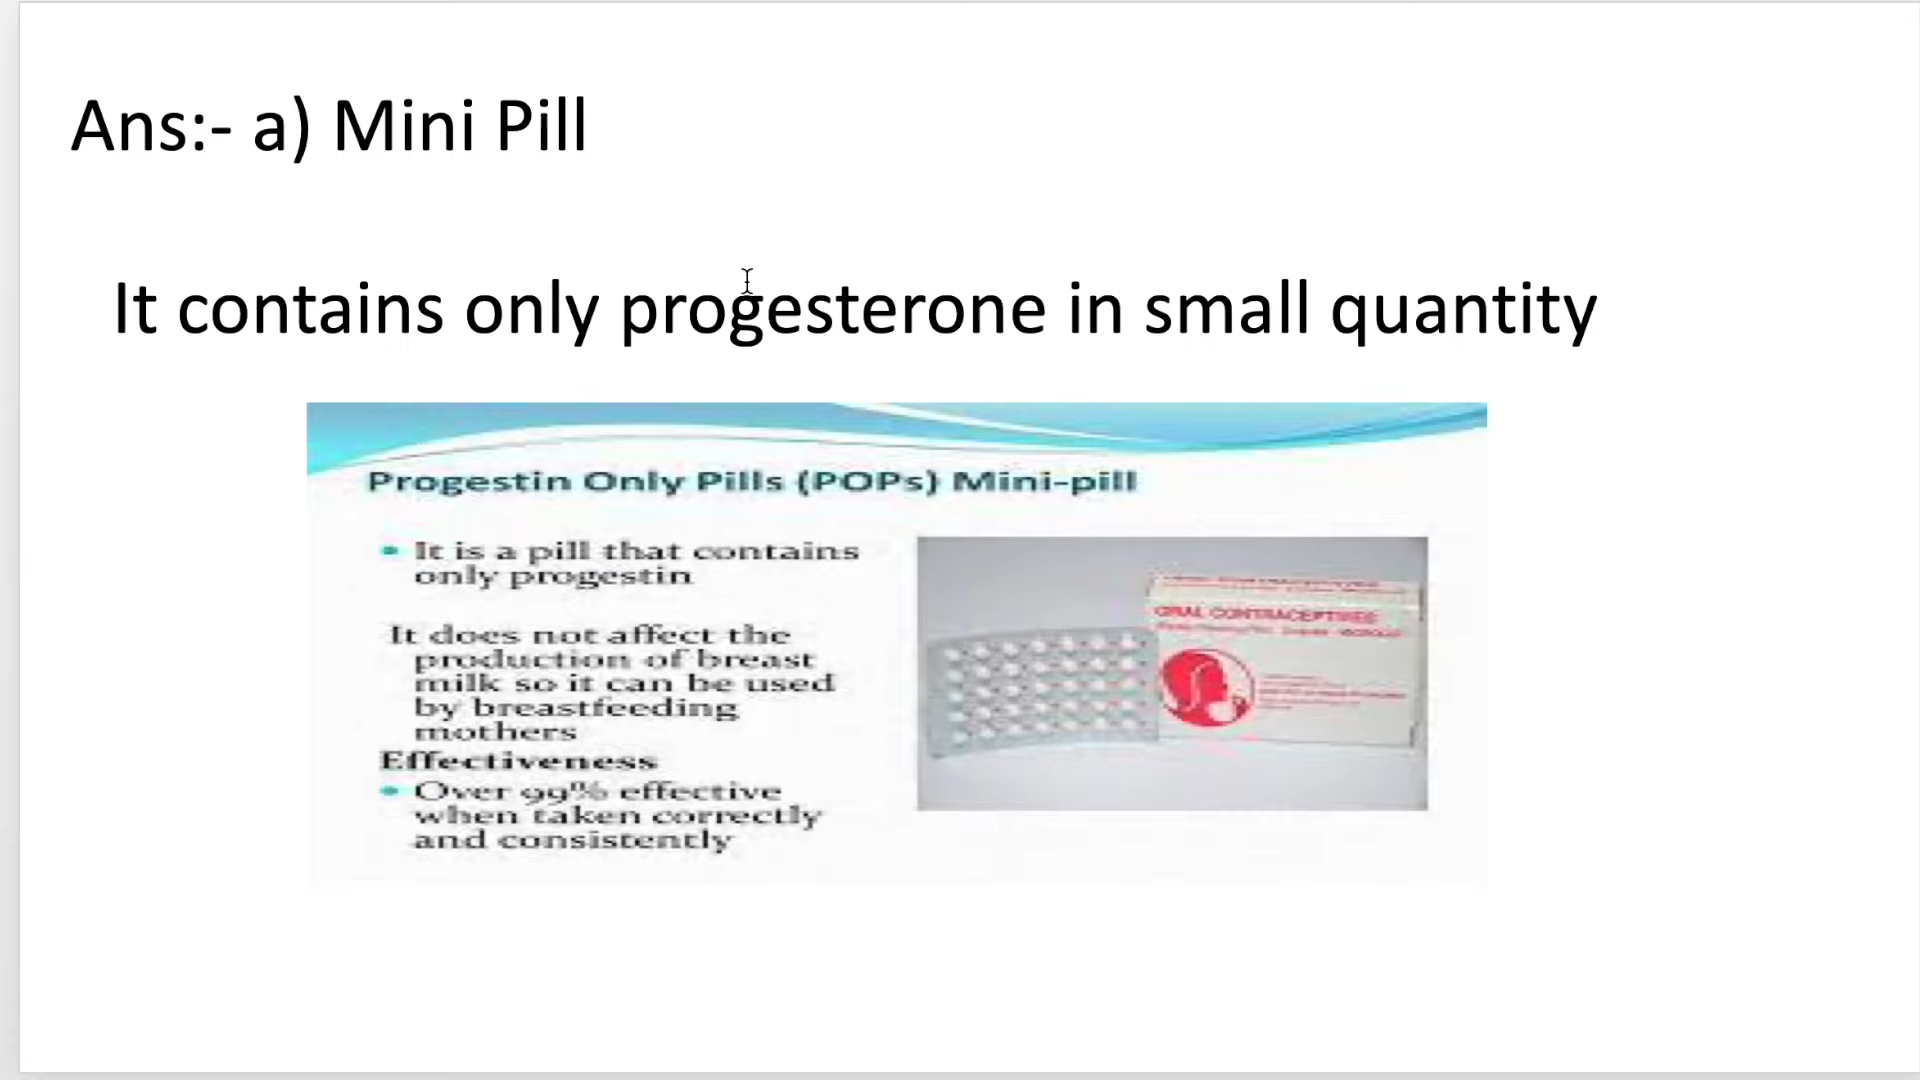 Ans:- a) Mini Pill
It contains only progesterone in small quantity
Progestin Only Pills (POPs) Mini-pill
• It is a pill that contains
only progestin
It does not affect the
production of breast
milk so it can be used
by breastfeeding
mothers
Effectiveness
• Over 99% effective
when taken correctly
and consistently
ORAL CONTRACEPTIVES